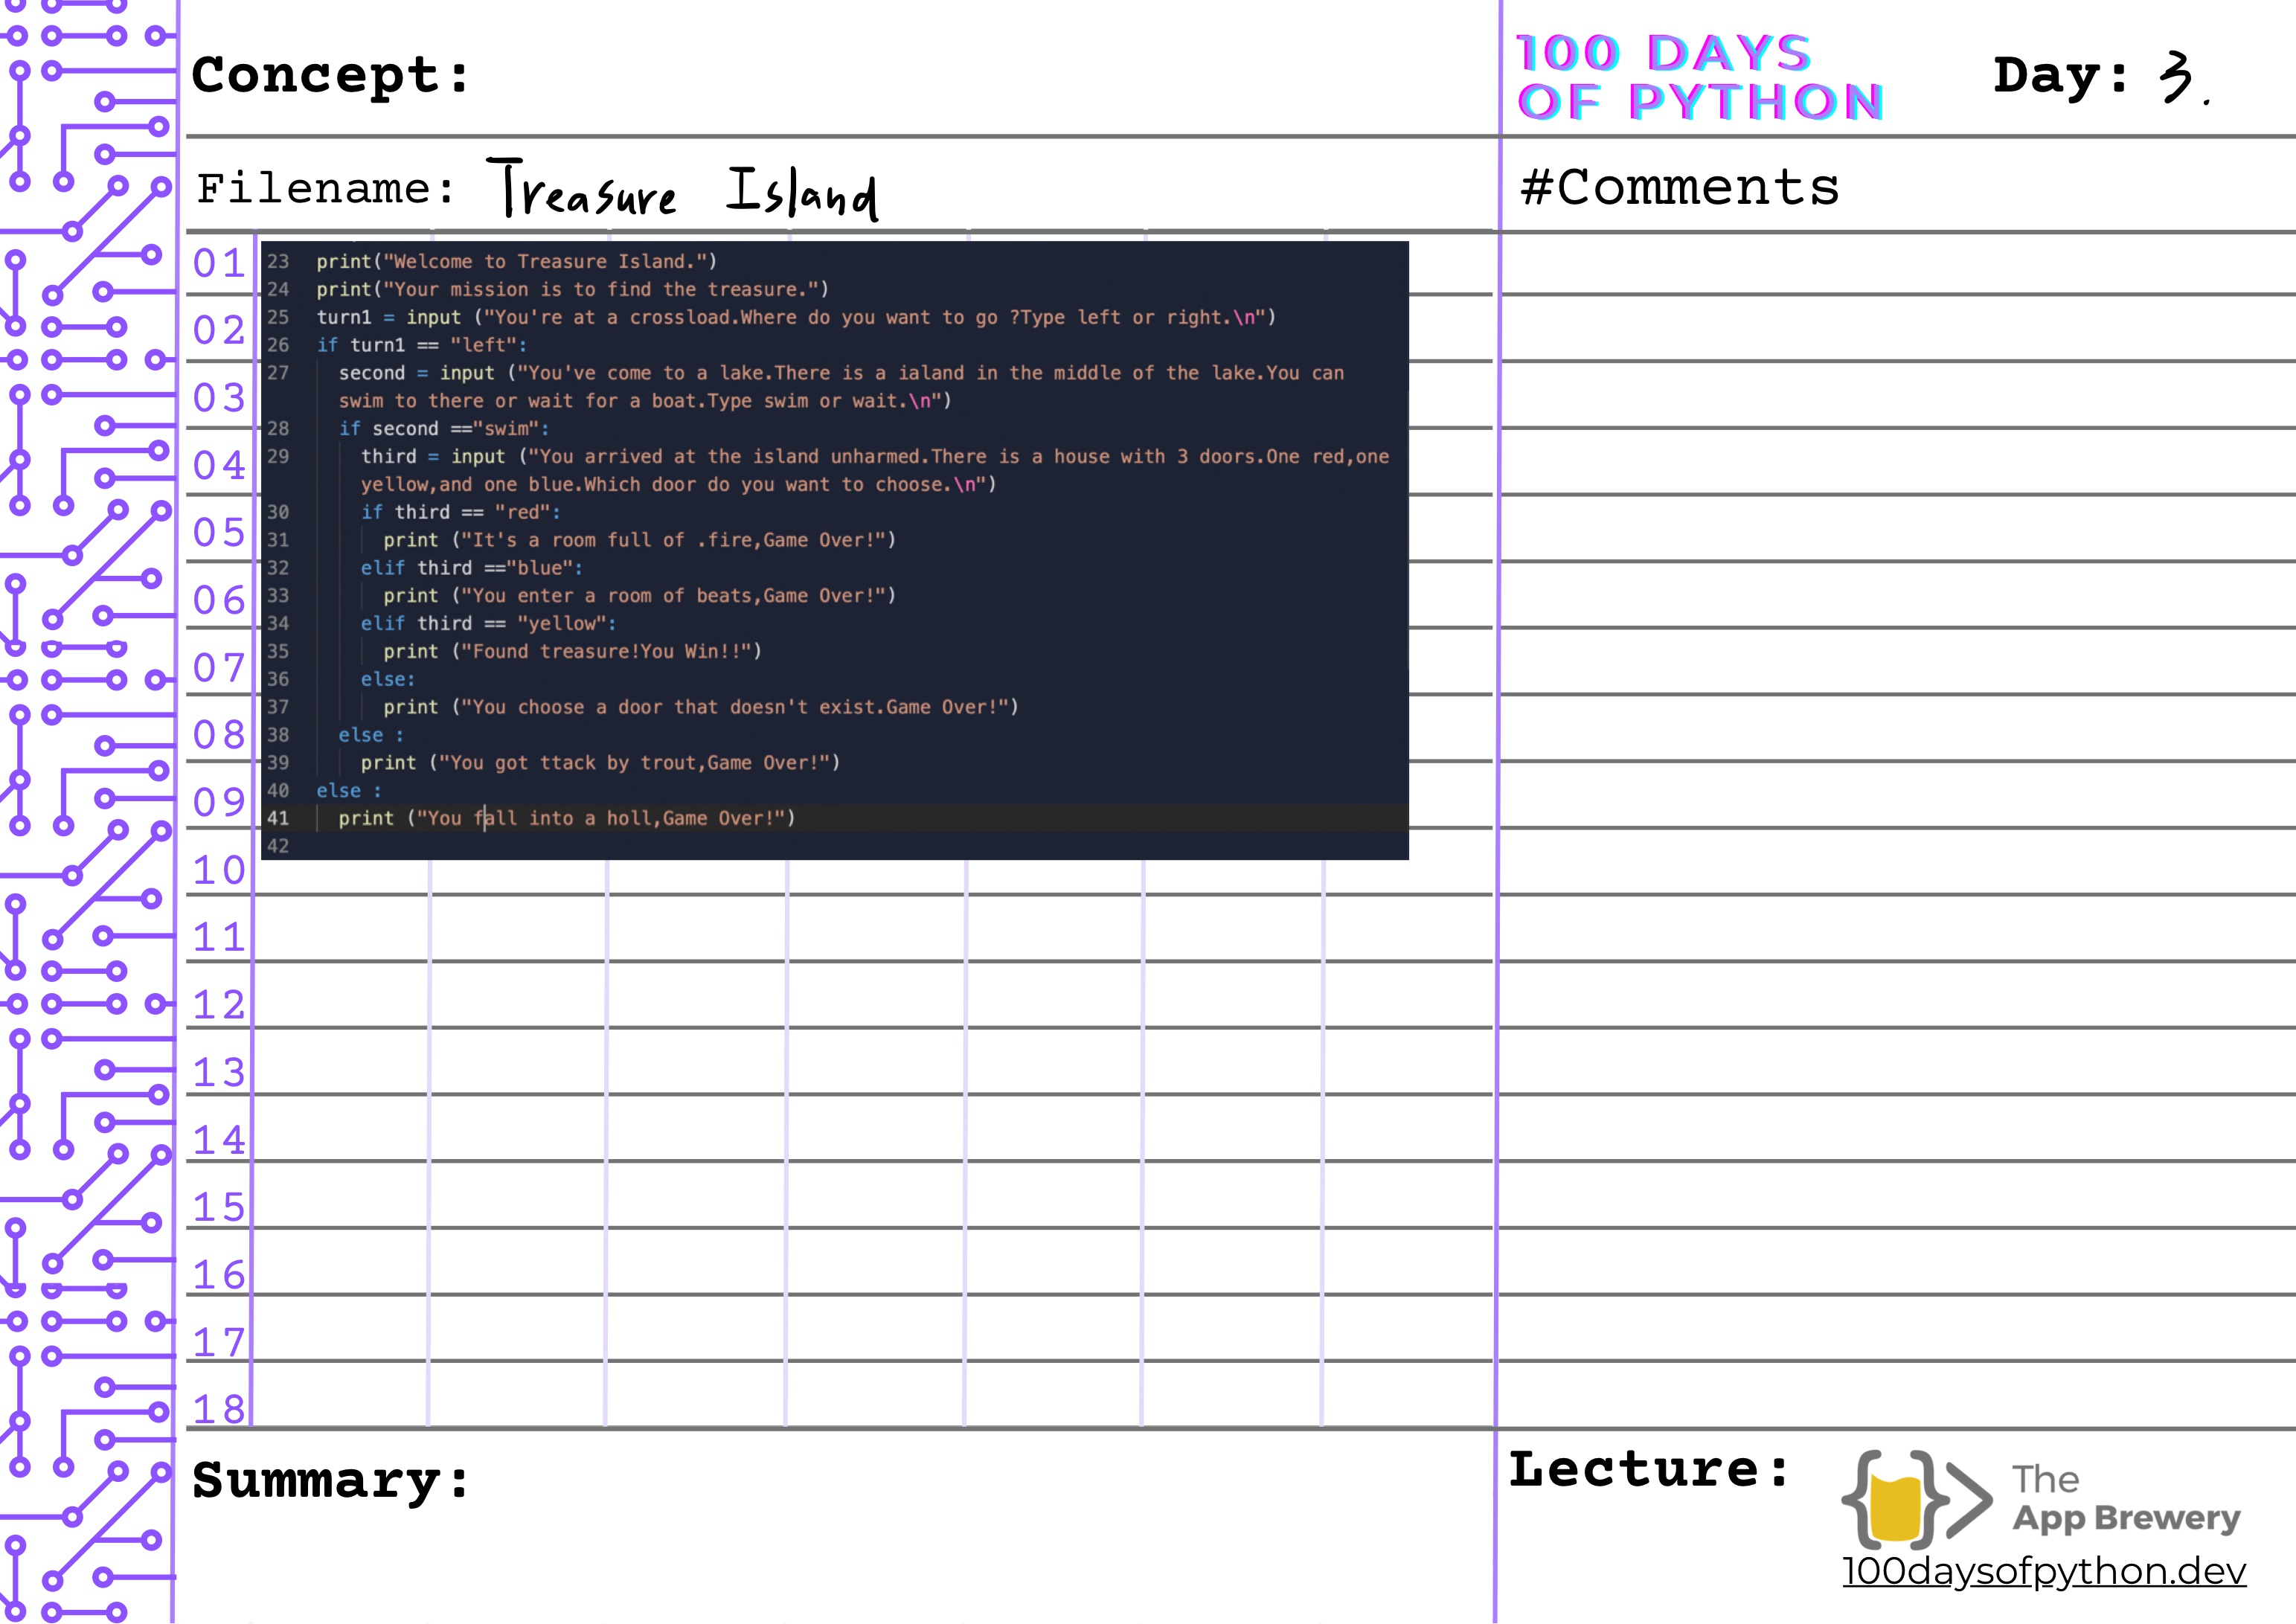 Concept:
100 DAYS
OF PYTHON
Day: 3.
Filename: Treasure Island
#Comments
01
02
03
04
05
06
07
08
09
10
11
12
13
14
15
16
17
18
23 print("Welcome to Treasure Island.")
24 print("Your mission is to find the treasure.")
25 turn1 = input ("You're at a crossload.Where do you want to go ?Type left or right.\n")
26 if turn1 == "left":
27 second = input ("You've come to a lake.There is a ialand in the middle of the lake.You can
swim to there or wait for a boat.Type swim or wait.\n")
28 if second =="swim":
29 third = input ("You arrived at the island unharmed.There is a house with 3 doors.One red,one
yellow,and one blue.Which door do you want to choose.\n")
30 if third == "red":
31 print ("It's a room full of .fire,Game Over!")
32 elif third =="blue":
33 print ("You enter a room of beats,Game Over!")
34 elif third == "yellow":
35 print ("Found treasure!You Win!!")
36 else:
37 print ("You choose a door that doesn't exist.Game Over!")
38 else :
39 print ("You got ttack by trout,Game Over!")
40 else :
41 print ("You fall into a holl,Game Over!")
42
Summary:
Lecture:
The
App Brewery
100daysofpython.dev